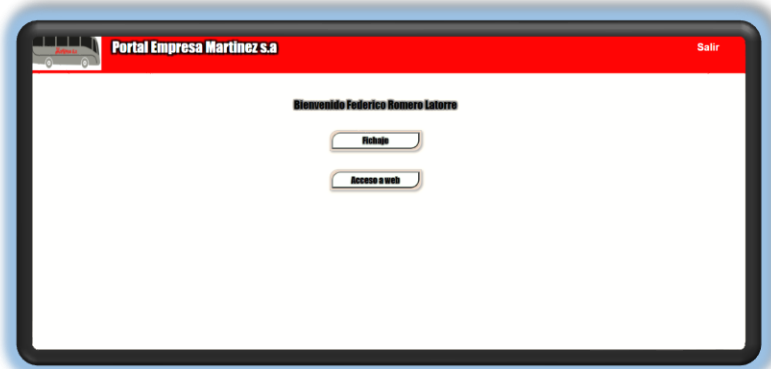 Portal Empresa Martinez s.a
Salir
Bienvenido Federico Romero Latorre
Fichaje
Acceso a web